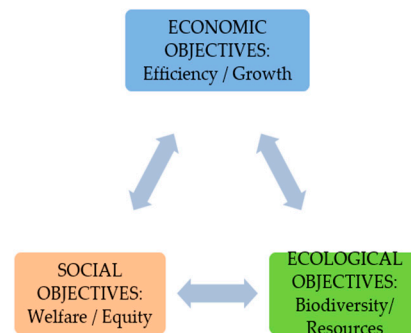 ECONOMIC
OBJECTIVES:
Efficiency / Growth
SOCIAL
OBJECTIVES:
Welfare / Equity
ECOLOGICAL
OBJECTIVES:
Biodiversity/
Resources